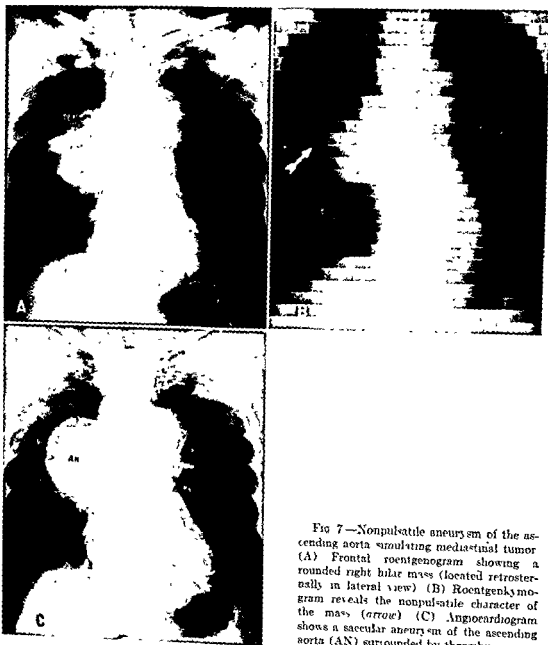 A
B
AN
C
Fig 7—Nonpulsatile aneurysm of the as-
cending aorta simulating mediastinal tumor
(A) Frontal roentgenogram showing a
rounded right hilar mass (located retroster-
nally in lateral view) (B) Roentgenkymo-
gram reveals the nonpulsatile character of
the mass (arrow) (C) Angiocardiogram
shows a saccular aneurysm of the ascending
aorta (AN) surrounded by